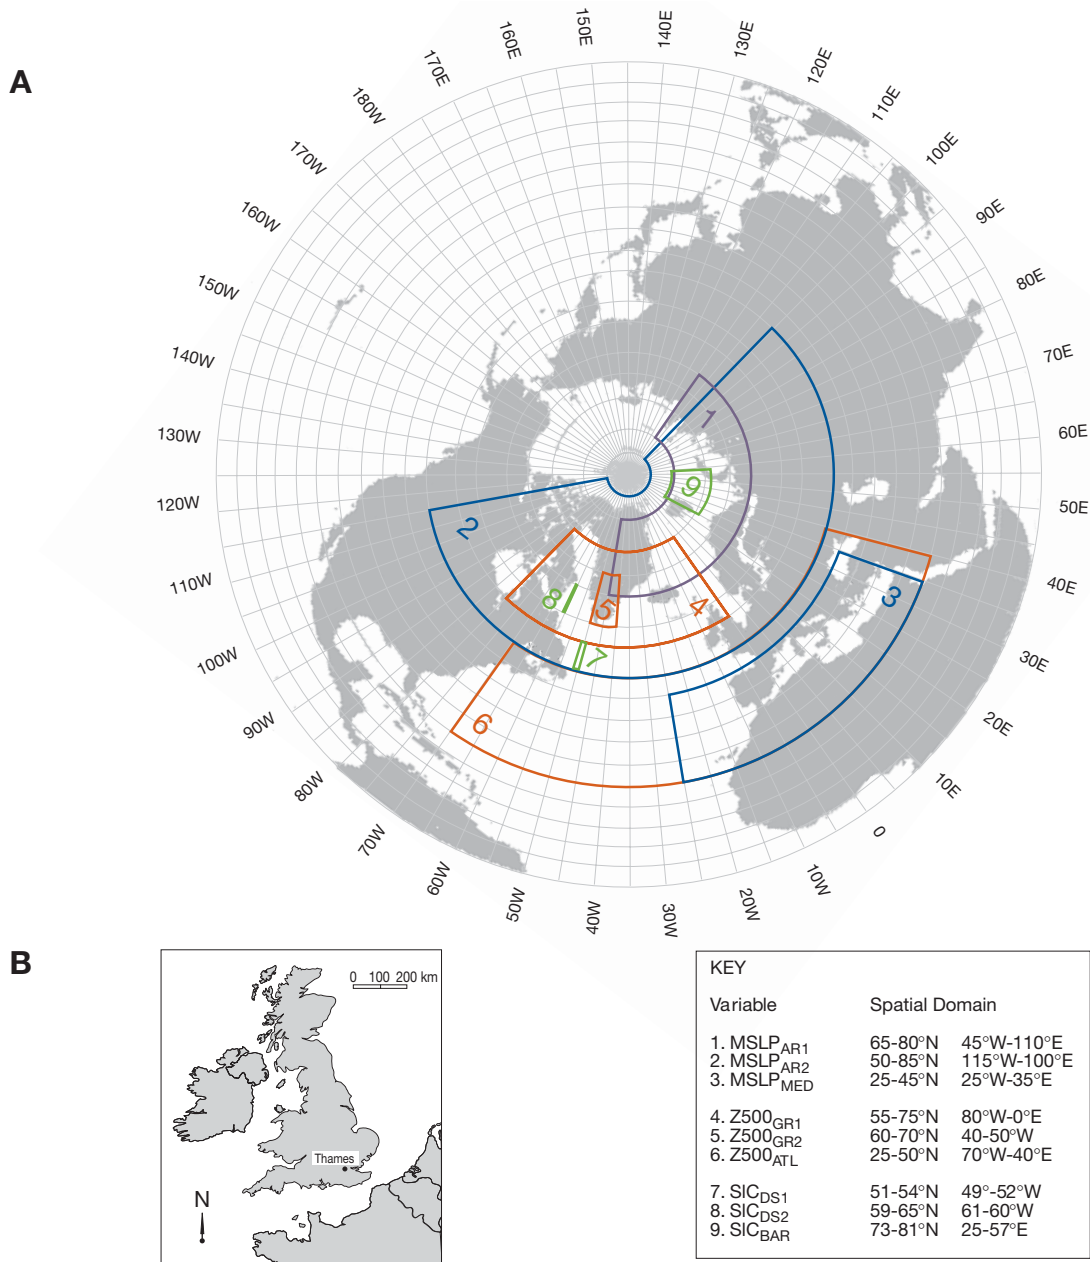 A
150E
140E
160E
130E
170E
120E
180W
110E
170W
100E
160W
90E
150W
80E
140W
70E
130W
60E
120W
50E
110W
40E
100W
30E
90W
20E
80W
10E
70W
0
60W
10W
50W
20W
40W
30W
1
2
3
4
5
6
7
8
9
B
0 100 200 km
Thames
N
KEY
Variable Spatial Domain
1. MSLPAR1 65-80°N 45°W-110°E
2. MSLPAR2 50-85°N 115°W-100°E
3. MSLPMED 25-45°N 25°W-35°E
4. Z500GR1 55-75°N 80°W-0°E
5. Z500GR2 60-70°N 40-50°W
6. Z500ATL 25-50°N 70°W-40°E
7. SICDS1 51-54°N 49°-52°W
8. SICDS2 59-65°N 61-60°W
9. SICBAR 73-81°N 25-57°E